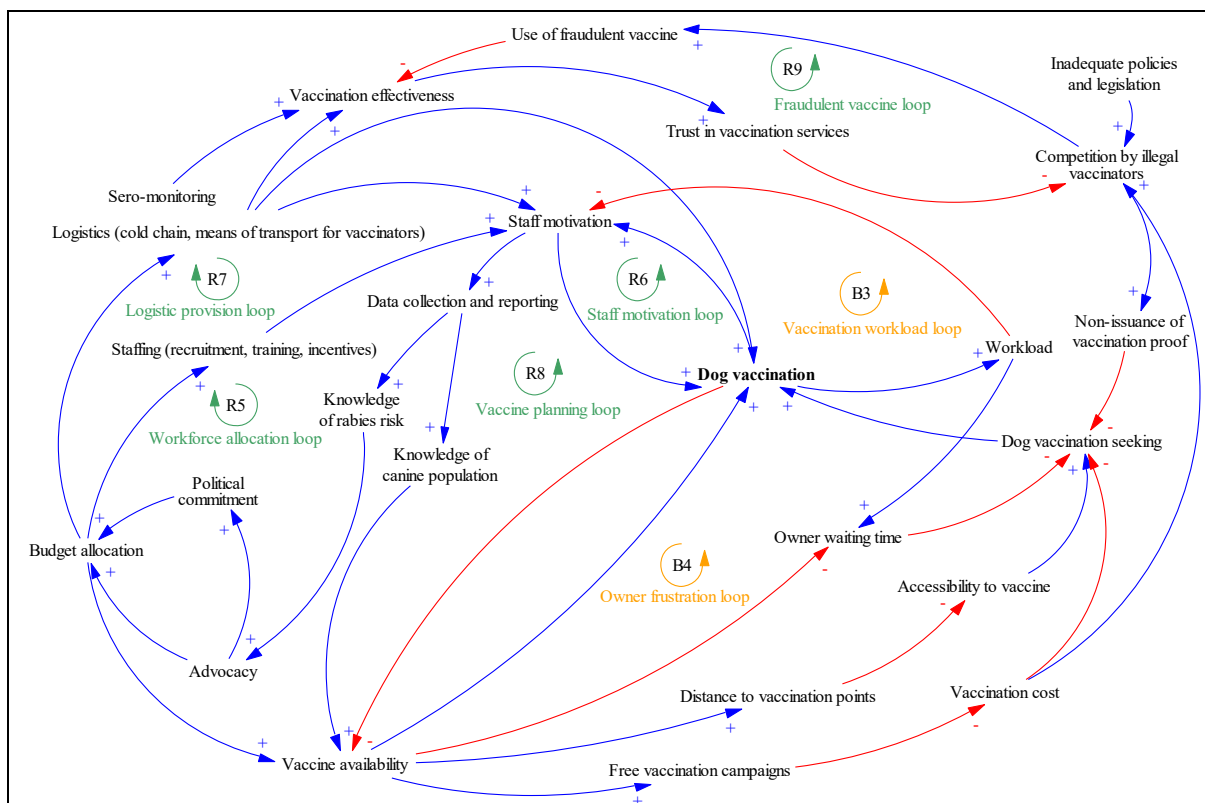 Use of fraudulent vaccine
R9
Fraudulent vaccine loop
Inadequate policies
and legislation
Vaccination effectiveness
Trust in vaccination services
Competition by illegal
vaccinators
Sero-monitoring
Logistics (cold chain, means of transport for vaccinators)
Staff motivation
R7
Logistic provision loop
Data collection and reporting
R6
Staff motivation loop
B3
Vaccination workload loop
Non-issuance of
vaccination proof
Staffing (recruitment, training, incentives)
Workload
R5
Workforce allocation loop
Knowledge
of rabies risk
R8
Vaccine planning loop
Dog vaccination
Dog vaccination seeking
Knowledge of
canine population
Political
commitment
Budget allocation
Owner waiting time
B4
Owner frustration loop
Accessibility to vaccine
Advocacy
Distance to vaccination points
Vaccination cost
Vaccine availability
Free vaccination campaigns